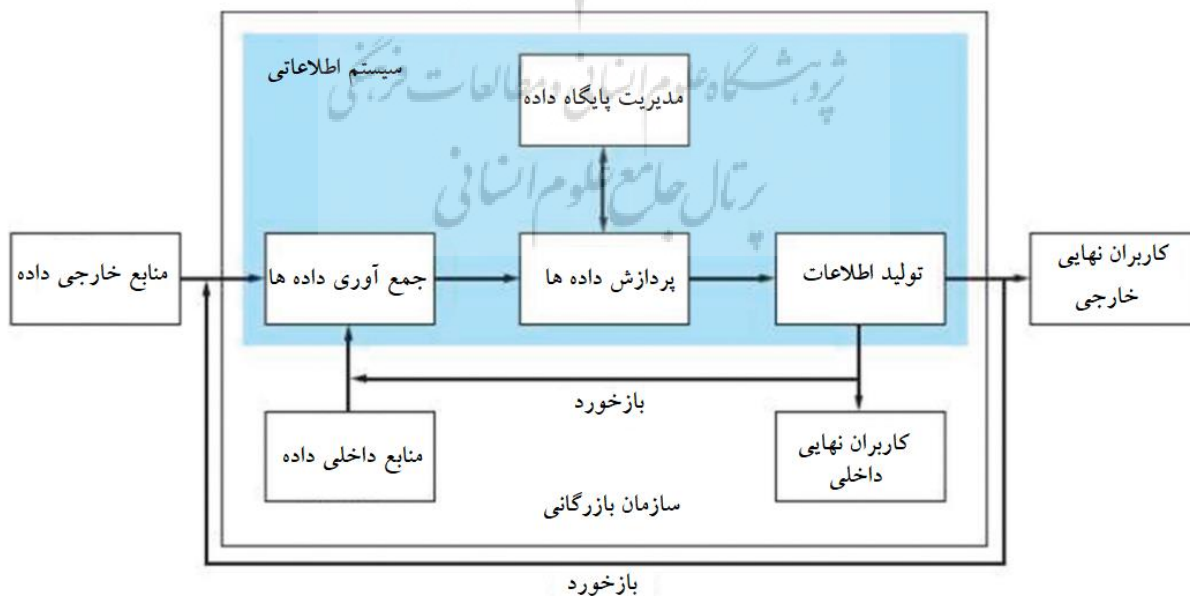 سیستم اطلاعاتی
پژوهشگاه علوم انسانی و مطالعات فرهنگی
مدیریت پایگاه داده
پرتال جامع علوم انسانی
منابع خارجی داده
جمع آوری داده ها
پردازش داده ها
تولید اطلاعات
کاربران نهایی
خارجی
بازخورد
منابع داخلی داده
کاربران نهایی
داخلی
سازمان بازرگانی
بازخورد